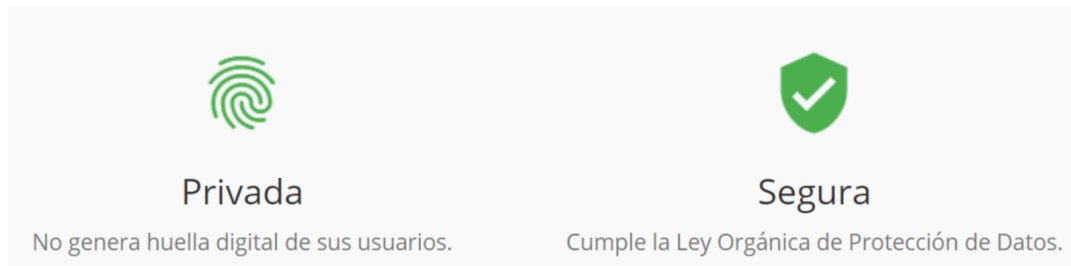 Privada
No genera huella digital de sus usuarios.
Segura
Cumple la Ley Orgánica de Protección de Datos.